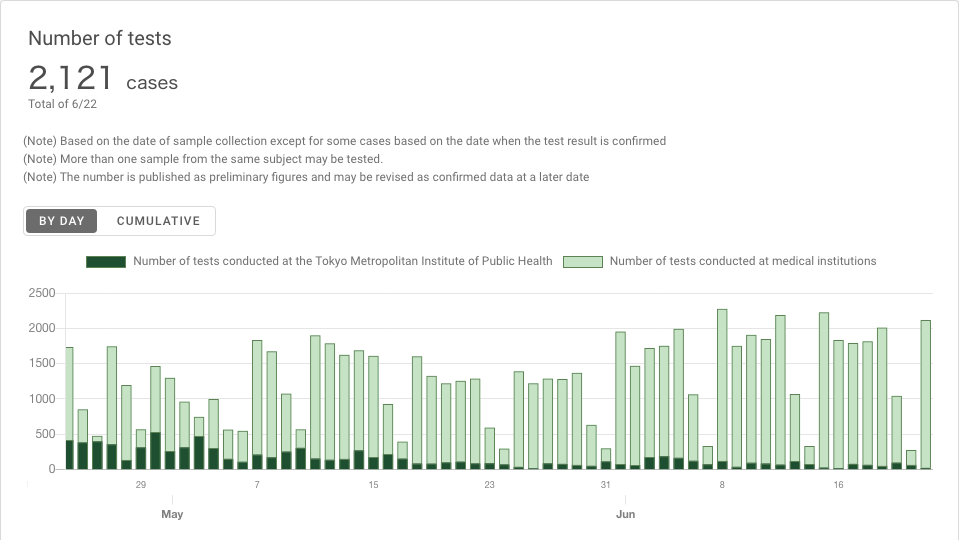 Number of tests
2,121 cases
Total of 6/22
(Note) Based on the date of sample collection except for some cases based on the date when the test result is confirmed
(Note) More than one sample from the same subject may be tested.
(Note) The number is published as preliminary figures and may be revised as confirmed data at a later date
BY DAY CUMULATIVE
Number of tests conducted at the Tokyo Metropolitan Institute of Public Health Number of tests conducted at medical institutions
2500
2000
1500
1000
500
0
29 7 15 23 31 8 16
May Jun